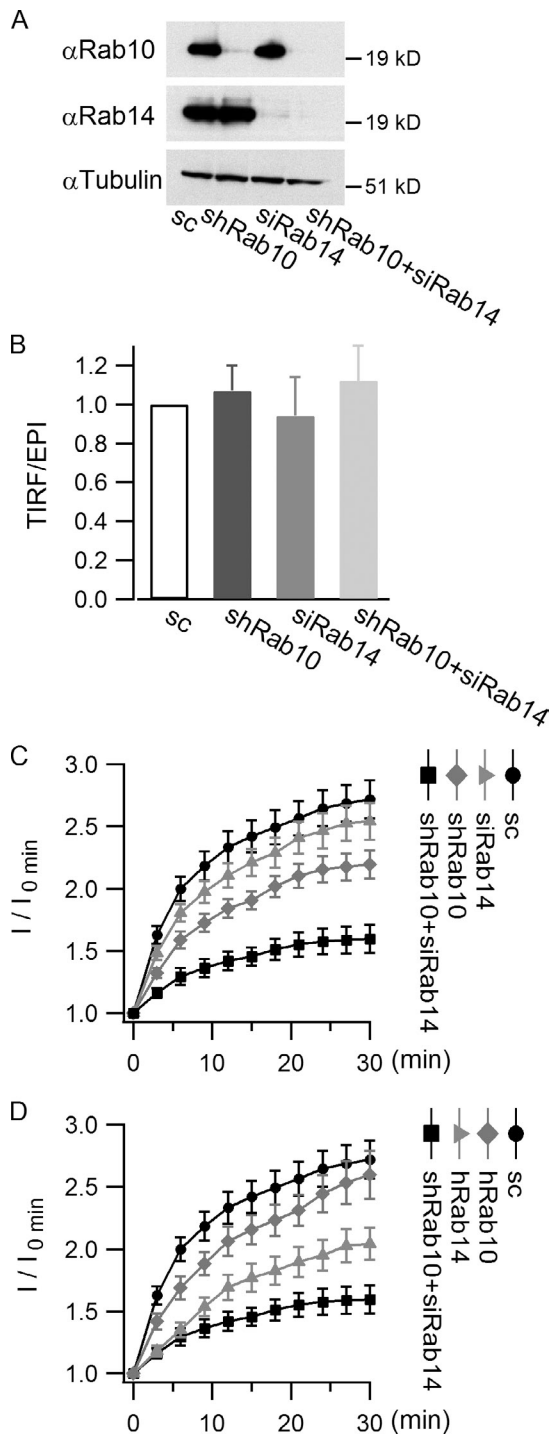 A
αRab10
19 kD
αRab14
19 kD
αTubulin
51 kD
sc
shRab10
siRab14
shRab10+siRab14
B
TIRF/EPI
1.2
1.0
0.8
0.6
0.4
0.2
0.0
sc
shRab10
siRab14
shRab10+siRab14
C
I / I0 min
3.0
2.5
2.0
1.5
1.0
0
10
20
30
(min)
sc
siRab14
shRab10
shRab10+siRab14
D
I / I0 min
3.0
2.5
2.0
1.5
1.0
0
10
20
30
(min)
sc
hRab10
hRab14
shRab10+siRab14